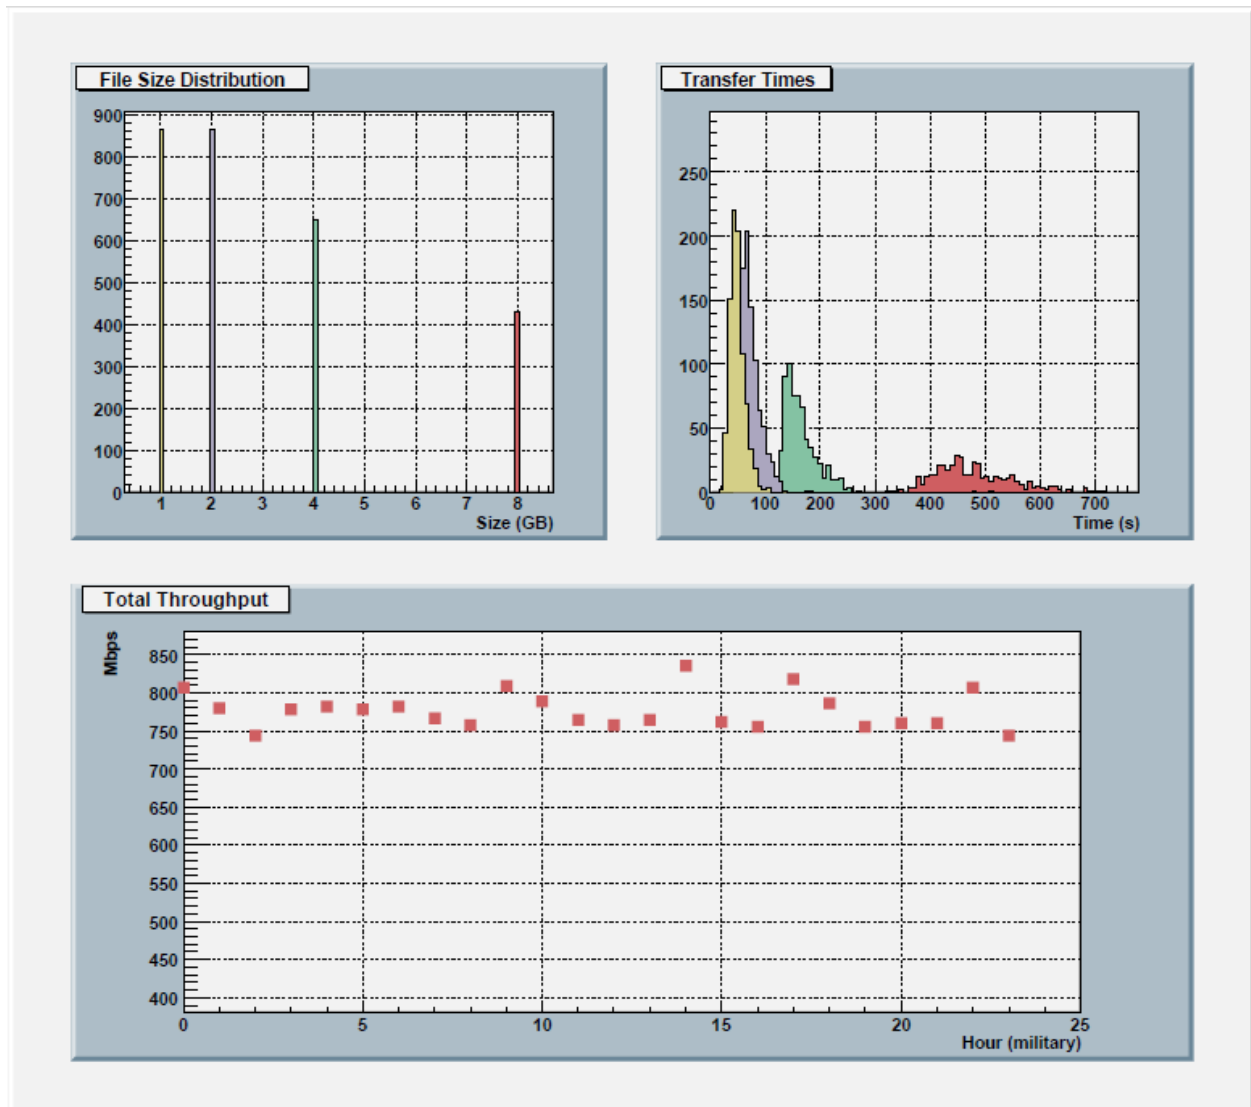 File Size Distribution
900
800
700
600
500
400
300
200
100
0
1 2 3 4 5 6 7 8
Size (GB)
Transfer Times
250
200
150
100
50
0
0 100 200 300 400 500 600 700
Time (s)
Total Throughput
Mbps
850
800
750
700
650
600
550
500
450
400
0 5 10 15 20 25
Hour (military)